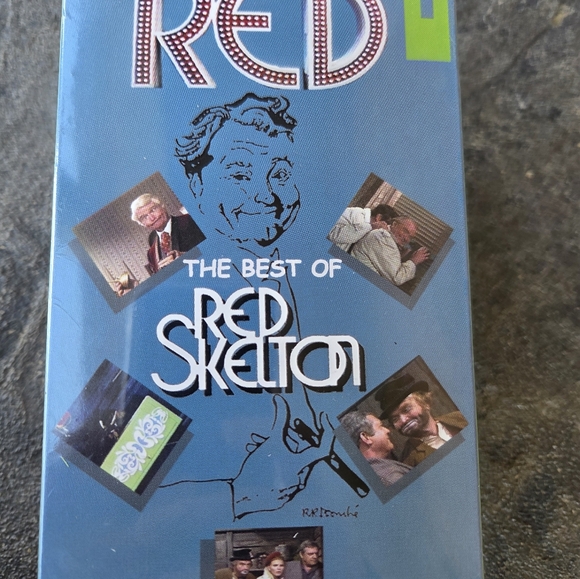 RED
THE BEST OF
RED
SKELTON